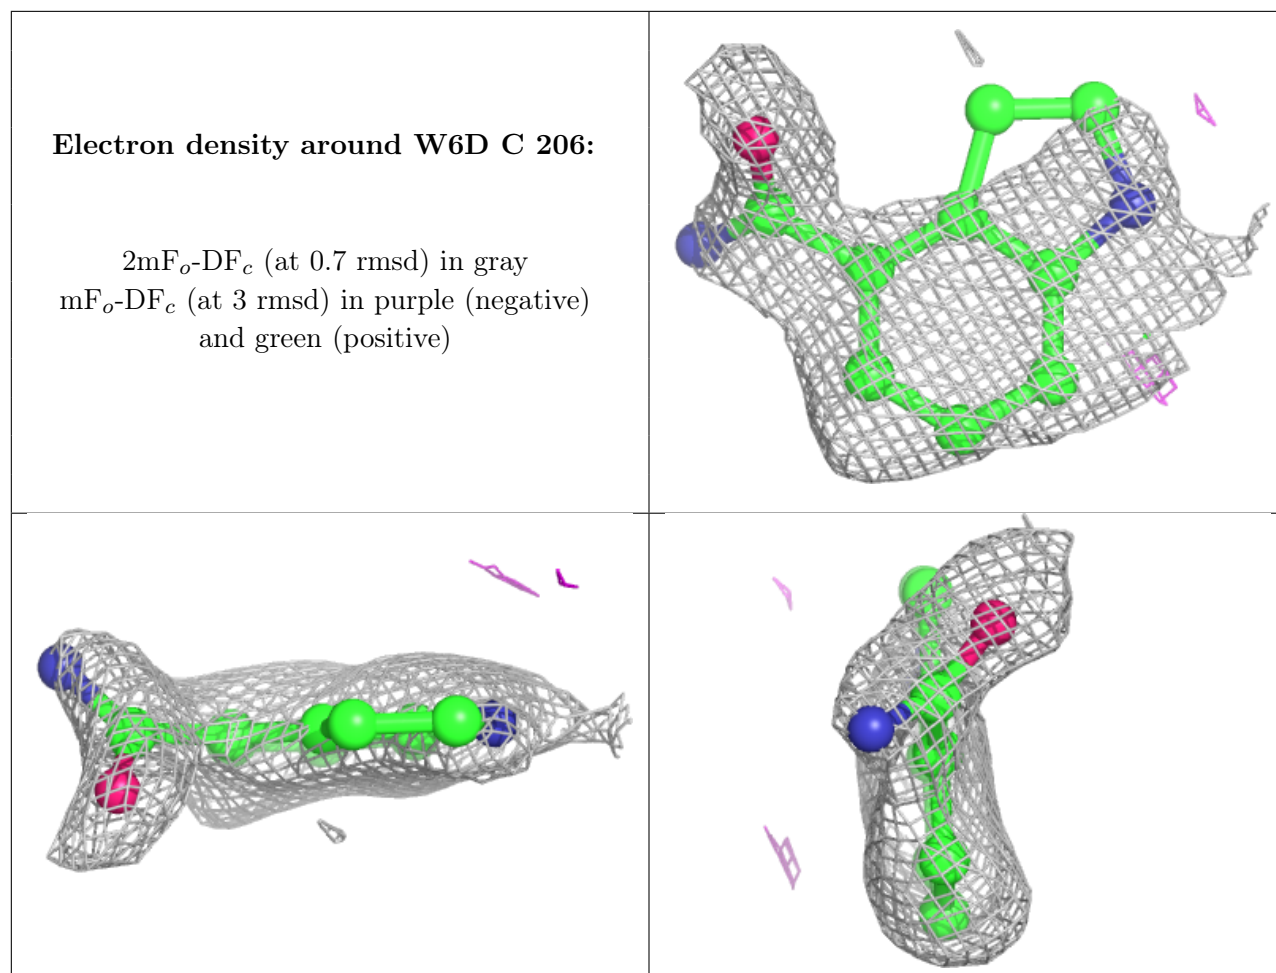 Electron density around W6D C 206:
2mFo-DFc (at 0.7 rmsd) in gray
mFo-DFc (at 3 rmsd) in purple (negative)
and green (positive)